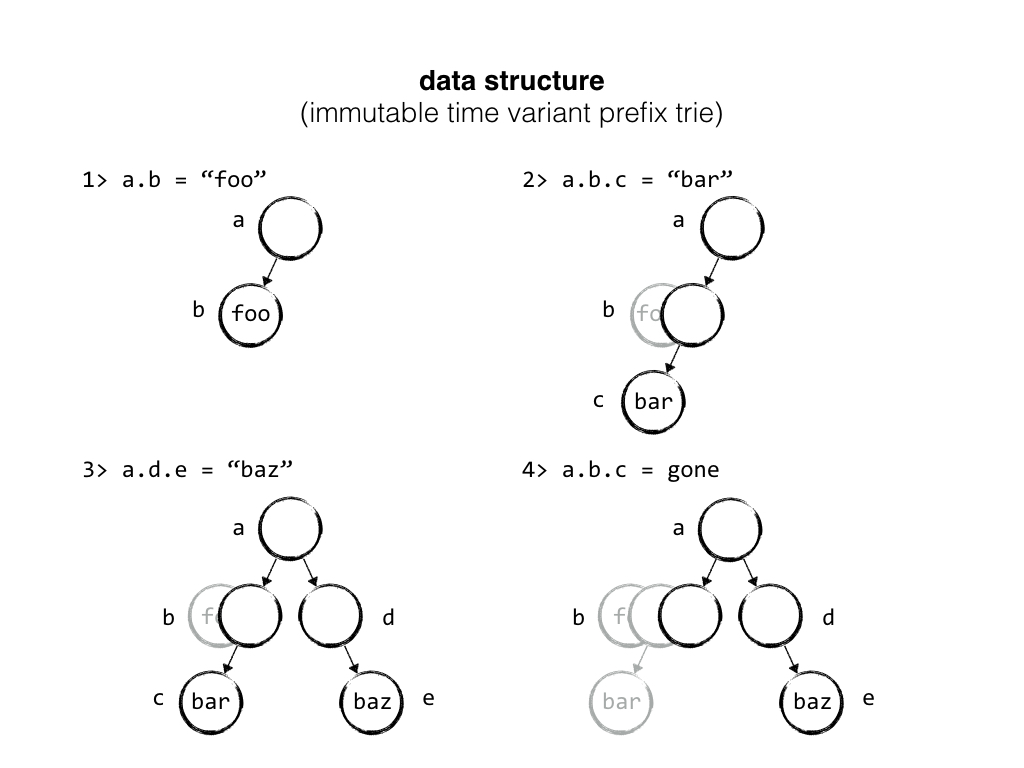 data structure
(immutable time variant prefix trie)
1> a.b = “foo”
a
b
foo
2> a.b.c = “bar”
a
b
fo
c
bar
3> a.d.e = “baz”
a
b
f
d
c
bar
baz
e
4> a.b.c = gone
a
b
f
d
bar
baz
e